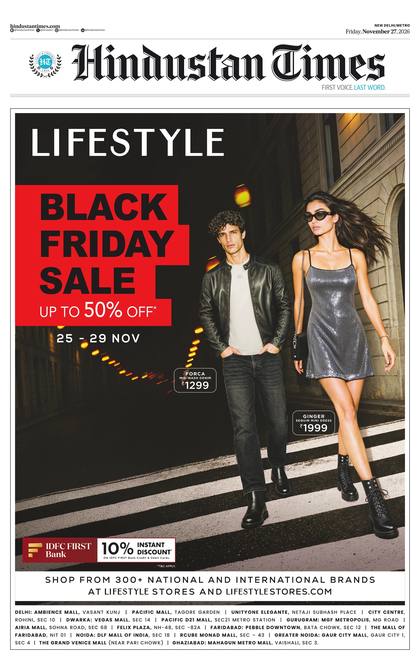 hindustantimes.com
NEW DELHI/METRO
Friday, November 27, 2026
Hindustan Times
FIRST VOICE. LAST WORD.
LIFESTYLE
BLACK
FRIDAY
SALE
UP TO 50% OFF*
25 - 29 NOV
FORCA
₹1299
GINGER
SEQUIN MINI DRESS
₹1999
IDFC FIRST
Bank
10% INSTANT
DISCOUNT*
SHOP FROM 300+ NATIONAL AND INTERNATIONAL BRANDS
AT LIFESTYLE STORES AND LIFESTYLESTORES.COM
DELHI: AMBIENCE MALL, VASANT KUNJ | PACIFIC MALL, TAGORE GARDEN | UNITYONE ELEGANTE, NETAJI SUBHASH PLACE | CITY CENTRE,
ROHINI, SEC 10 | DWARKA: VEGAS MALL, SEC 14 | PACIFIC D21 MALL, SEC21 METRO STATION | GURUGRAM: MGF METROPOLIS, MG ROAD |
AIRIA MALL, SOHNA ROAD, SEC 68 | FELIX PLAZA, NH-48, SEC -82A | FARIDABAD: PEBBLE DOWNTOWN, BATA CHOWK, SEC 12 | THE MALL OF
FARIDABAD, NIT 01 | NOIDA: DLF MALL OF INDIA, SEC 18 | RCUBE MONAD MALL, SEC - 43 | GREATER NOIDA: GAUR CITY MALL, GAUR CITY 1,
SEC 4 | THE GRAND VENICE (NEAR PARI CHOWK) | GHAZIABAD: MAHAGUN METRO MALL, VAISHALI, SEC 3.